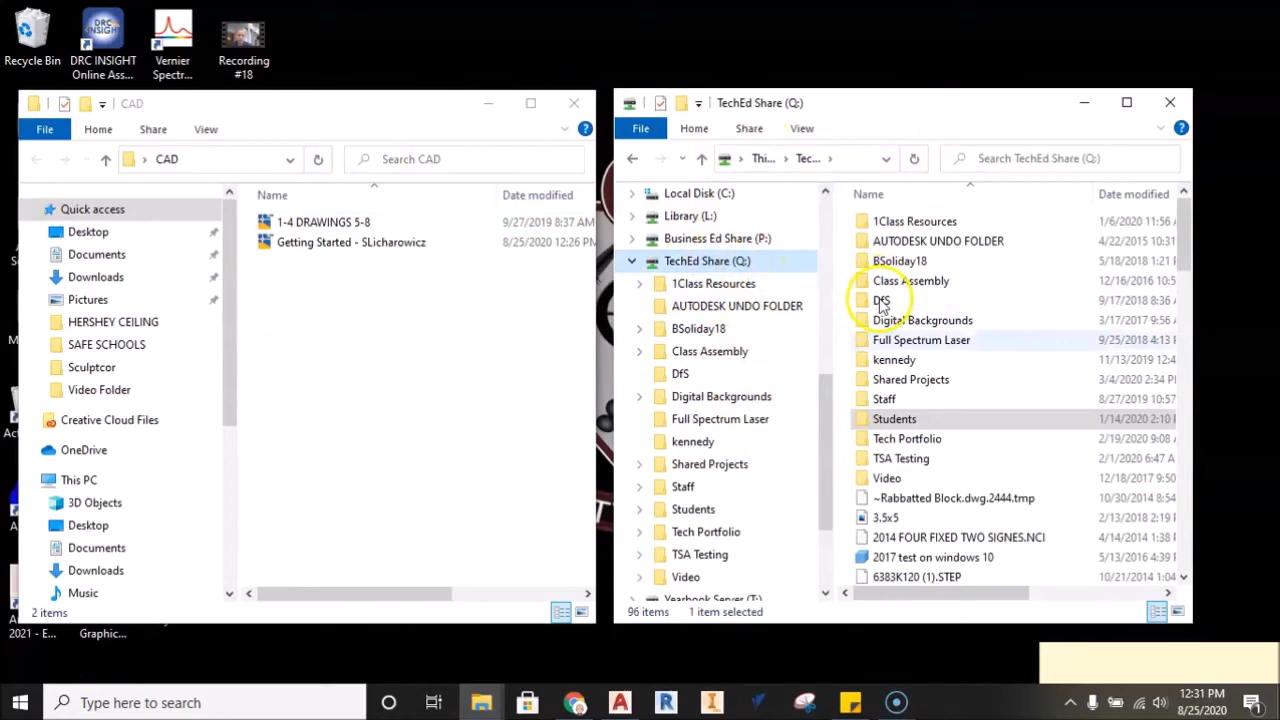 Recycle Bin
DRC INSIGHT
Online Ass...
Vernier
Spectr...
Recording
#18
CAD
File
Home
Share
View
CAD
Search CAD
Name
Date modified
Quick access
Desktop
Documents
Downloads
Pictures
HERSHEY CEILING
SAFE SCHOOLS
Sculptcor
Video Folder
Creative Cloud Files
OneDrive
This PC
3D Objects
Desktop
Documents
Downloads
Music
1-4 DRAWINGS 5-8
9/27/2019 8:37 AM
Getting Started - SLicharowicz
8/25/2020 12:26 PM
2 items
TechEd Share (Q:)
File
Home
Share
View
Thi...
Tec...
Search TechEd Share (Q:)
Local Disk (C:)
Library (L:)
Business Ed Share (P:)
TechEd Share (Q:)
1Class Resources
AUTODESK UNDO FOLDER
BSoliday18
Class Assembly
DfS
Digital Backgrounds
Full Spectrum Laser
kennedy
Shared Projects
Staff
Students
Tech Portfolio
TSA Testing
Video
Yearbook Server (T:)
Name
Date modified
1Class Resources 1/6/2020 11:56
AUTODESK UNDO FOLDER 4/22/2015 10:31
BSoliday18 5/18/2018 1:21
Class Assembly 12/16/2016 10:5
DfS 9/17/2018 8:36
Digital Backgrounds 3/17/2017 9:56
Full Spectrum Laser 9/25/2018 4:13
kennedy 11/13/2019 12:4
Shared Projects 3/4/2020 2:34 P
Staff 8/27/2019 10:57
Students 1/14/2020 2:10
Tech Portfolio 2/19/2020 9:08
TSA Testing 2/1/2020 6:47 A
Video 12/18/2017 9:50
~Rabbatted Block.dwg.2444.tmp 10/30/2014 8:54
3.5x5 2/13/2018 2:19
2014 FOUR FIXED TWO SIGNES.NCI 4/14/2014 1:38
2017 test on windows 10 5/13/2016 4:39
6383K120 (1).STEP 10/21/2014 1:04
96 items
1 item selected
2021 - E...
Graphic...
Type here to search
12:31 PM
8/25/2020